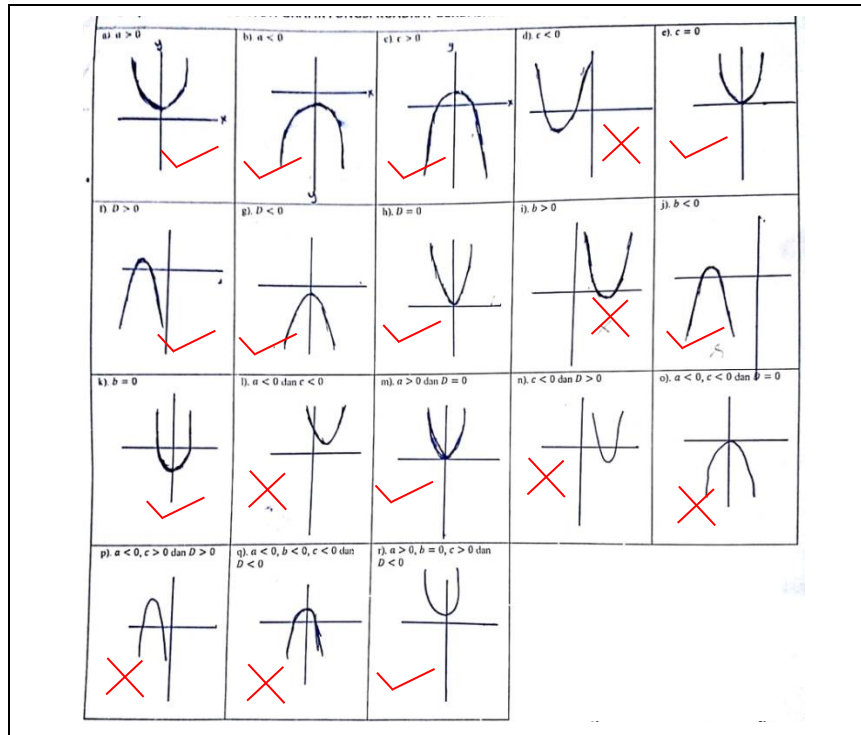 a) a > 0
b) a < 0
c). c > 0
d). c < 0
e). c = 0
y
x
x
y
y
x
f). D > 0
g). D < 0
h). D = 0
i). b > 0
j). b < 0
k). b = 0
l). a < 0 dan c < 0
m). a > 0 dan D = 0
n). c < 0 dan D > 0
o). a < 0, c < 0 dan D = 0
p). a < 0, c > 0 dan D > 0
q). a < 0, b < 0, c < 0 dan
D < 0
r). a > 0, b = 0, c > 0 dan
D < 0